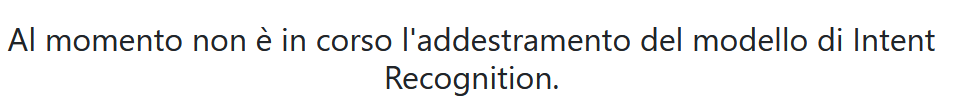 Al momento non è in corso l'addestramento del modello di Intent
Recognition.